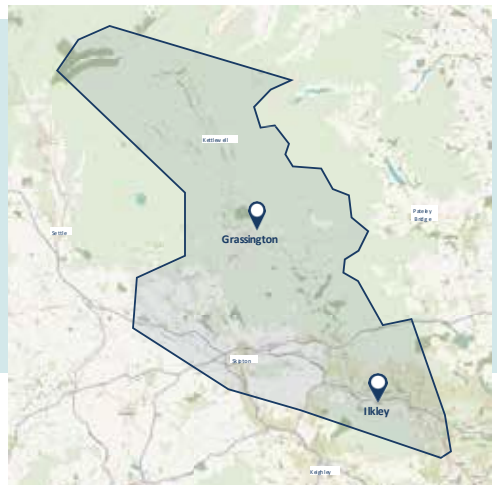 Kettlewell
Pateley
Bridge
Settle
Grassington
Skipton
Ilkley
Keighley